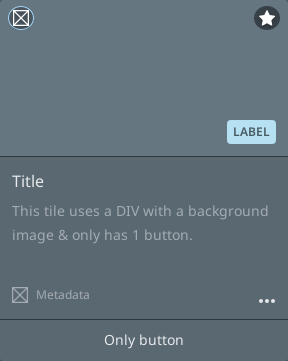 LABEL
Title
This tile uses a DIV with a background
image & only has 1 button.
Metadata
Only button